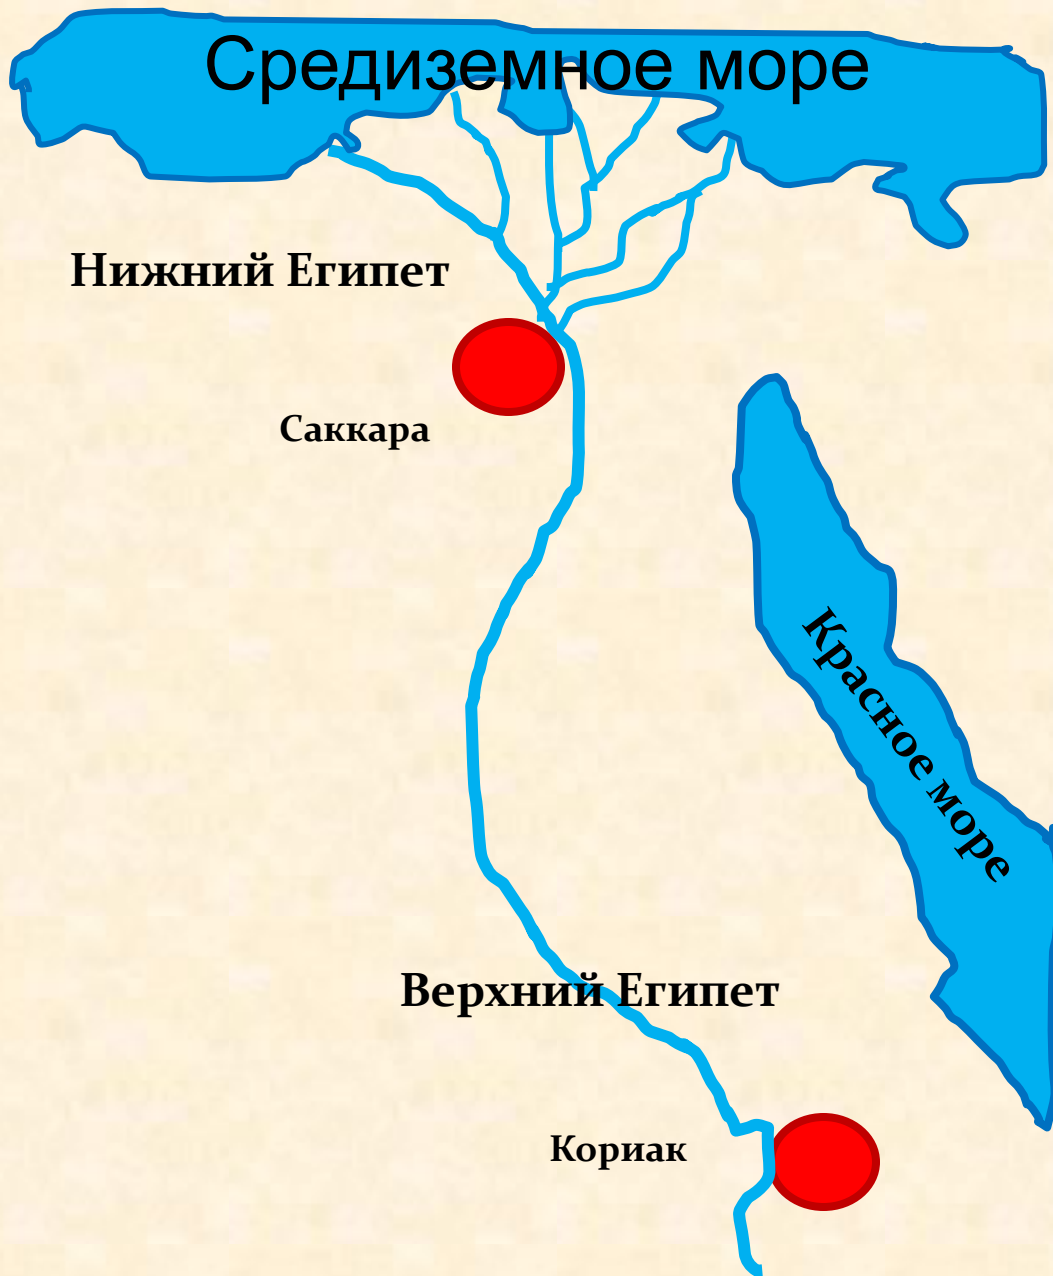 Средиземное море
Нижний Египет
Саккара
Красное море
Верхний Египет
Кориак